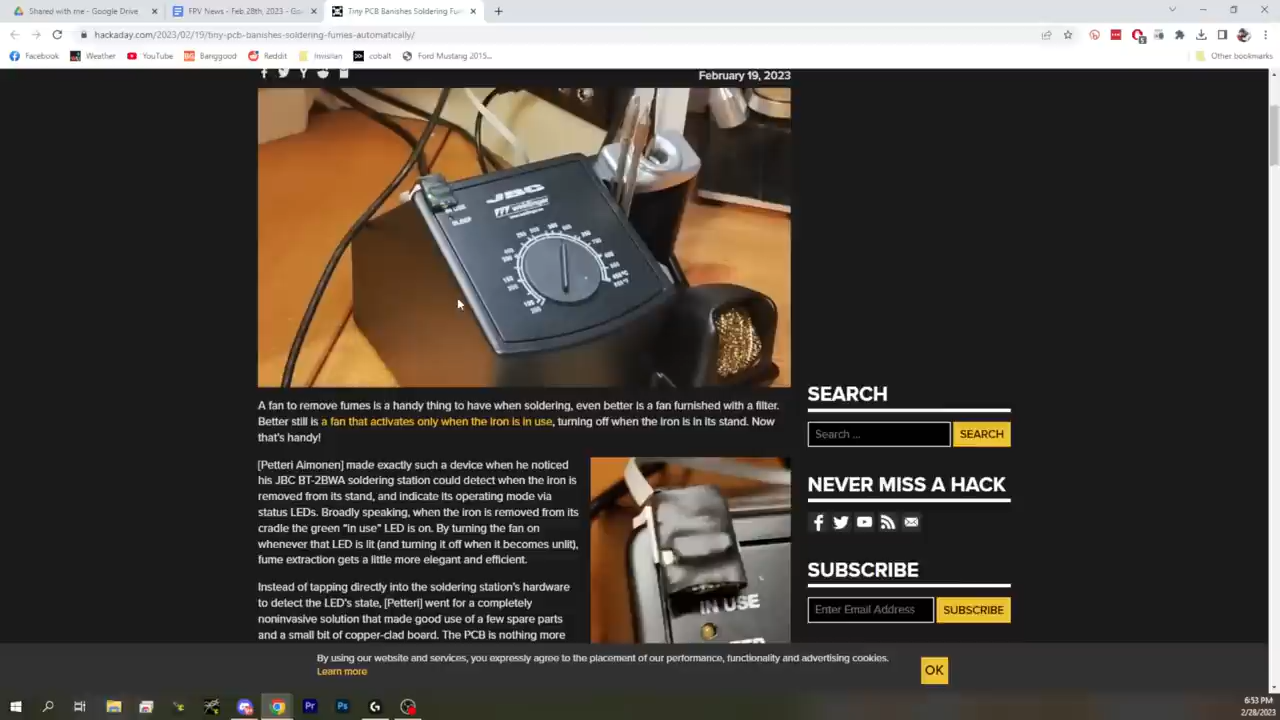 Shared with me - Google Drive
FPV News - Feb 28th, 2023 - Goo
Tiny PCB Banishes Soldering Fum
hackaday.com/2023/02/19/tiny-pcb-banishes-soldering-fumes-automatically/
Facebook
Weather
YouTube
Banggood
Reddit
Invisilan
cobalt
Ford Mustang 2015...
Other bookmarks
February 19, 2023
JBC
IN USE
SLEEP
A fan to remove fumes is a handy thing to have when soldering, even better is a fan furnished with a filter.
Better still is a fan that activates only when the iron is in use, turning off when the iron is in its stand. Now
that's handy!
[Petteri Aimonen] made exactly such a device when he noticed
his JBC BT-2BWA soldering station could detect when the iron is
removed from its stand, and indicate its operating mode via
status LEDs. Broadly speaking, when the iron is removed from its
cradle the green "in use" LED is on. By turning the fan on
whenever that LED is lit (and turning it off when it becomes unlit),
fume extraction gets a little more elegant and efficient.
Instead of tapping directly into the soldering station's hardware
to detect the LED's state, [Petteri] went for a completely
noninvasive solution that made good use of a few spare parts
and a small bit of copper-clad board. The PCB is nothing more
IN USE
SEARCH
Search ...
SEARCH
NEVER MISS A HACK
SUBSCRIBE
Enter Email Address
SUBSCRIBE
By using our website and services, you expressly agree to the placement of our performance, functionality and advertising cookies.
Learn more
OK
Pr
Ps
6:53 PM
2/28/2023